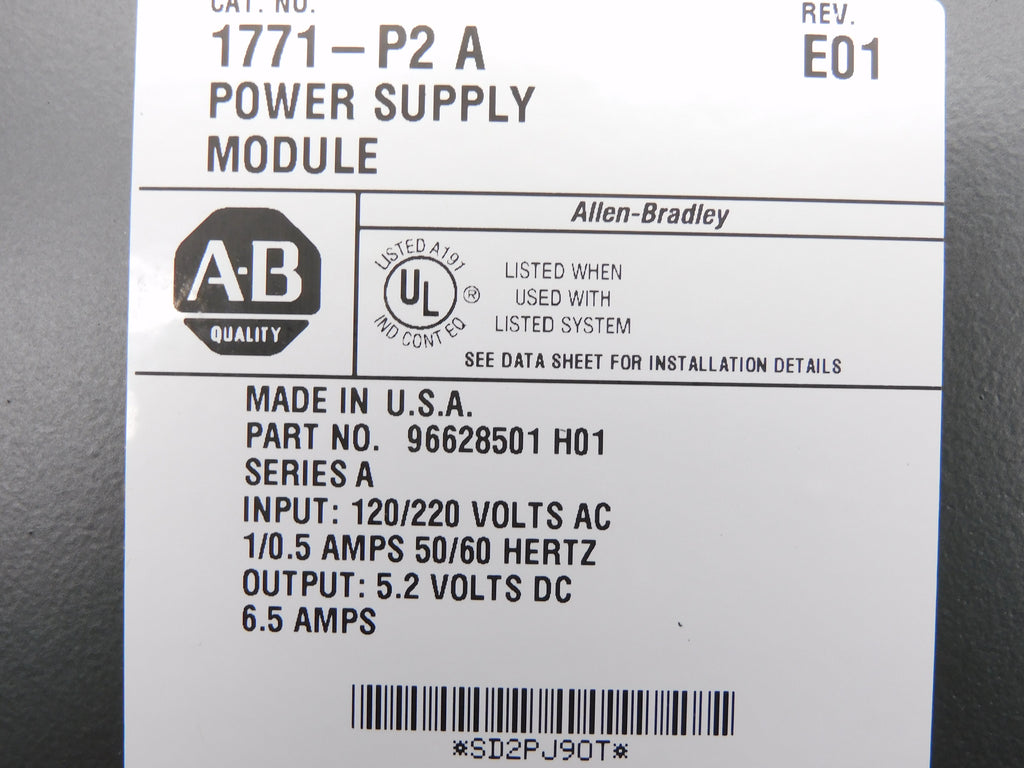 CAT. NO.
REV.
1771-P2 A
E01
POWER SUPPLY
MODULE
Allen-Bradley
A-B
QUALITY
LISTED A191
UL ®
IND CONT EQ
LISTED WHEN
USED WITH
LISTED SYSTEM
SEE DATA SHEET FOR INSTALLATION DETAILS
MADE IN U.S.A.
PART NO. 96628501 H01
SERIES A
INPUT: 120/220 VOLTS AC
1/0.5 AMPS 50/60 HERTZ
OUTPUT: 5.2 VOLTS DC
6.5 AMPS
*SD2PJ90T*